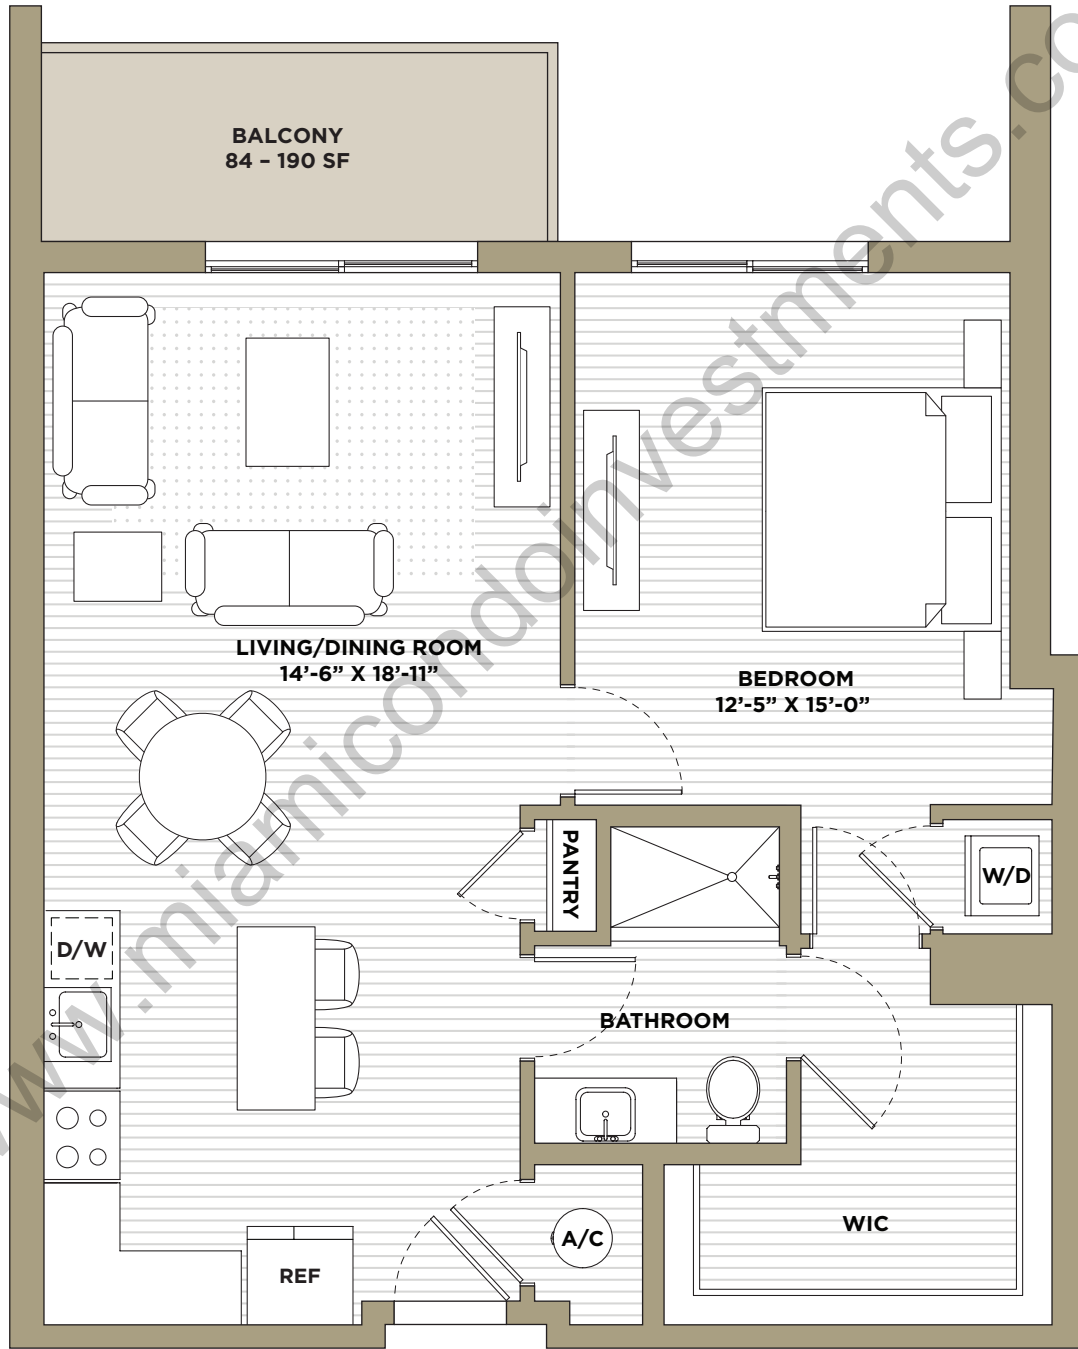 BALCONY
84 – 190 SF
LIVING/DINING ROOM
14’-6” X 18’-11”
BEDROOM
12’-5” X 15’-0”
PANTRY
W/D
D/W
BATHROOM
WIC
A/C
REF
www.miamicondoinvestments.co